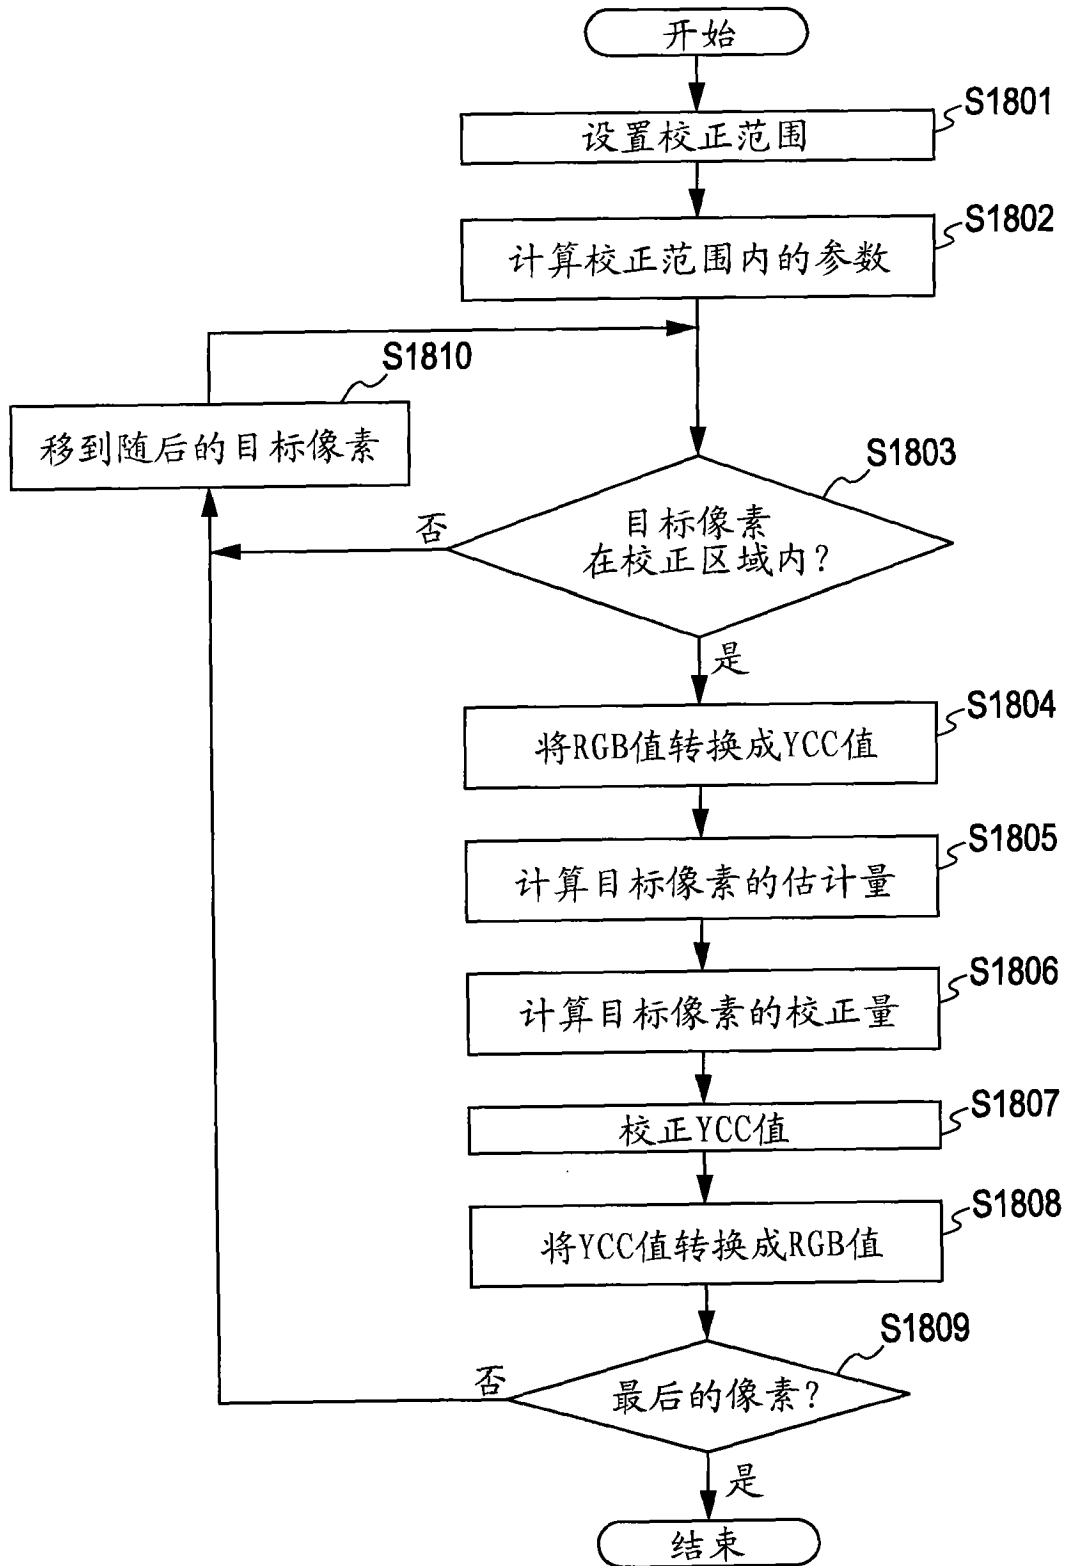 开始
S1801
设置校正范围
S1802
计算校正范围内的参数
S1810
移到随后的目标像素
S1803
目标像素
在校正区域内?
否
是
S1804
将RGB值转换成YCC值
S1805
计算目标像素的估计量
S1806
计算目标像素的校正量
S1807
校正YCC值
S1808
将YCC值转换成RGB值
S1809
最后的像素?
否
是
结束